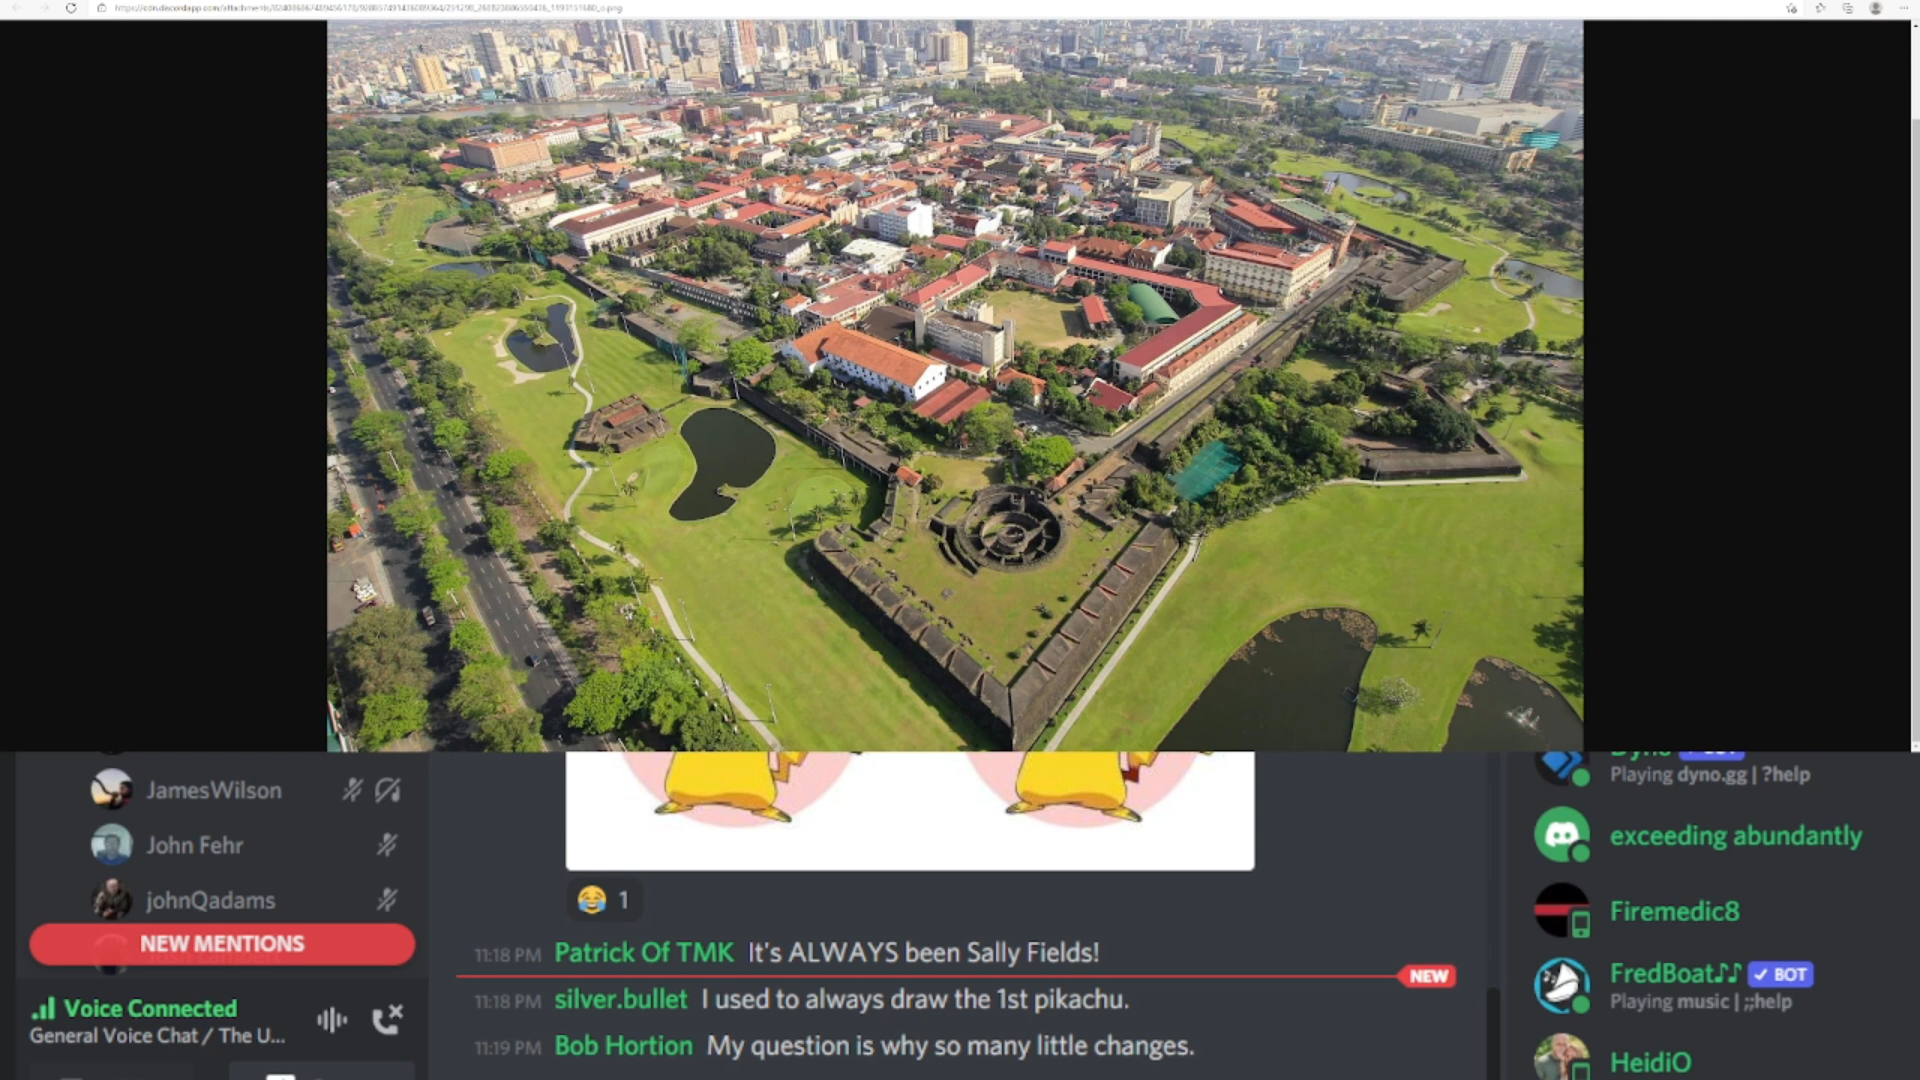 JamesWilson
John Fehr
johnQadams
NEW MENTIONS
Voice Connected
General Voice Chat / The U...
1
11:18 PM Patrick Of TMK It's ALWAYS been Sally Fields!
NEW
11:18 PM silver.bullet I used to always draw the 1st pikachu.
11:19 PM Bob Hortion My question is why so many little changes.
Playing dyno.gg | ?help
exceeding abundantly
Firemedic8
FredBoat♪♪ ✓ BOT
Playing music | ;;help
HeidiO